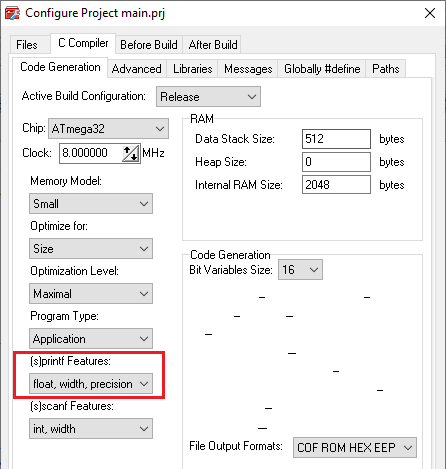 Configure Project main.prj
Files C Compiler Before Build After Build
Code Generation Advanced Libraries Messages Globally #define Paths
Active Build Configuration: Release
Chip: ATmega32
Clock: 8.000000 MHz
Memory Model:
Small
Optimize for:
Size
Optimization Level:
Maximal
Program Type:
Application
(s)printf Features:
float, width, precision
(s)scanf Features:
int, width
RAM
Data Stack Size: 512 bytes
Heap Size: 0 bytes
Internal RAM Size: 2048 bytes
Code Generation
Bit Variables Size: 16
File Output Formats: COF ROM HEX EEP